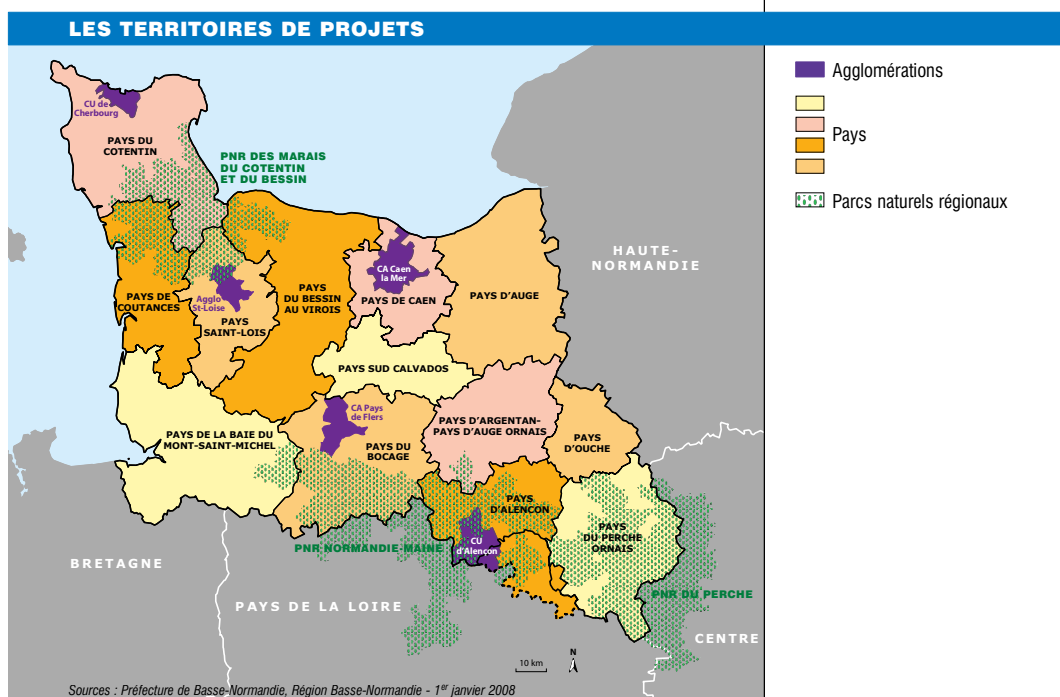 LES TERRITOIRES DE PROJETS
Agglomérations
Pays
Parcs naturels régionaux
CU de
Cherbourg
PAYS DU
COTENTIN
PNR DES MARAIS
DU COTENTIN
ET DU BESSIN
HAUTE-
NORMANDIE
CA Caen
la Mer
PAYS DE
COUTANCES
Agglo
St-Loise
PAYS
SAINT-LOIS
PAYS
DU BESSIN
AU VIROIS
PAYS DE CAEN
PAYS D'AUGE
PAYS SUD CALVADOS
CA Pays
de Flers
PAYS DE LA BAIE DU
MONT-SAINT-MICHEL
PAYS DU
BOCAGE
PAYS D'ARGENTAN-
PAYS D'AUGE ORNAIS
PAYS
D'OUCHE
PAYS
D'ALENCON
PAYS
DU PERCHE
ORNAIS
PNR NORMANDIE-MAINE
CU
d'Alençon
BRETAGNE
PAYS DE LA LOIRE
PNR DU PERCHE
CENTRE
10 km
N
Sources : Préfecture de Basse-Normandie, Région Basse-Normandie - 1er janvier 2008